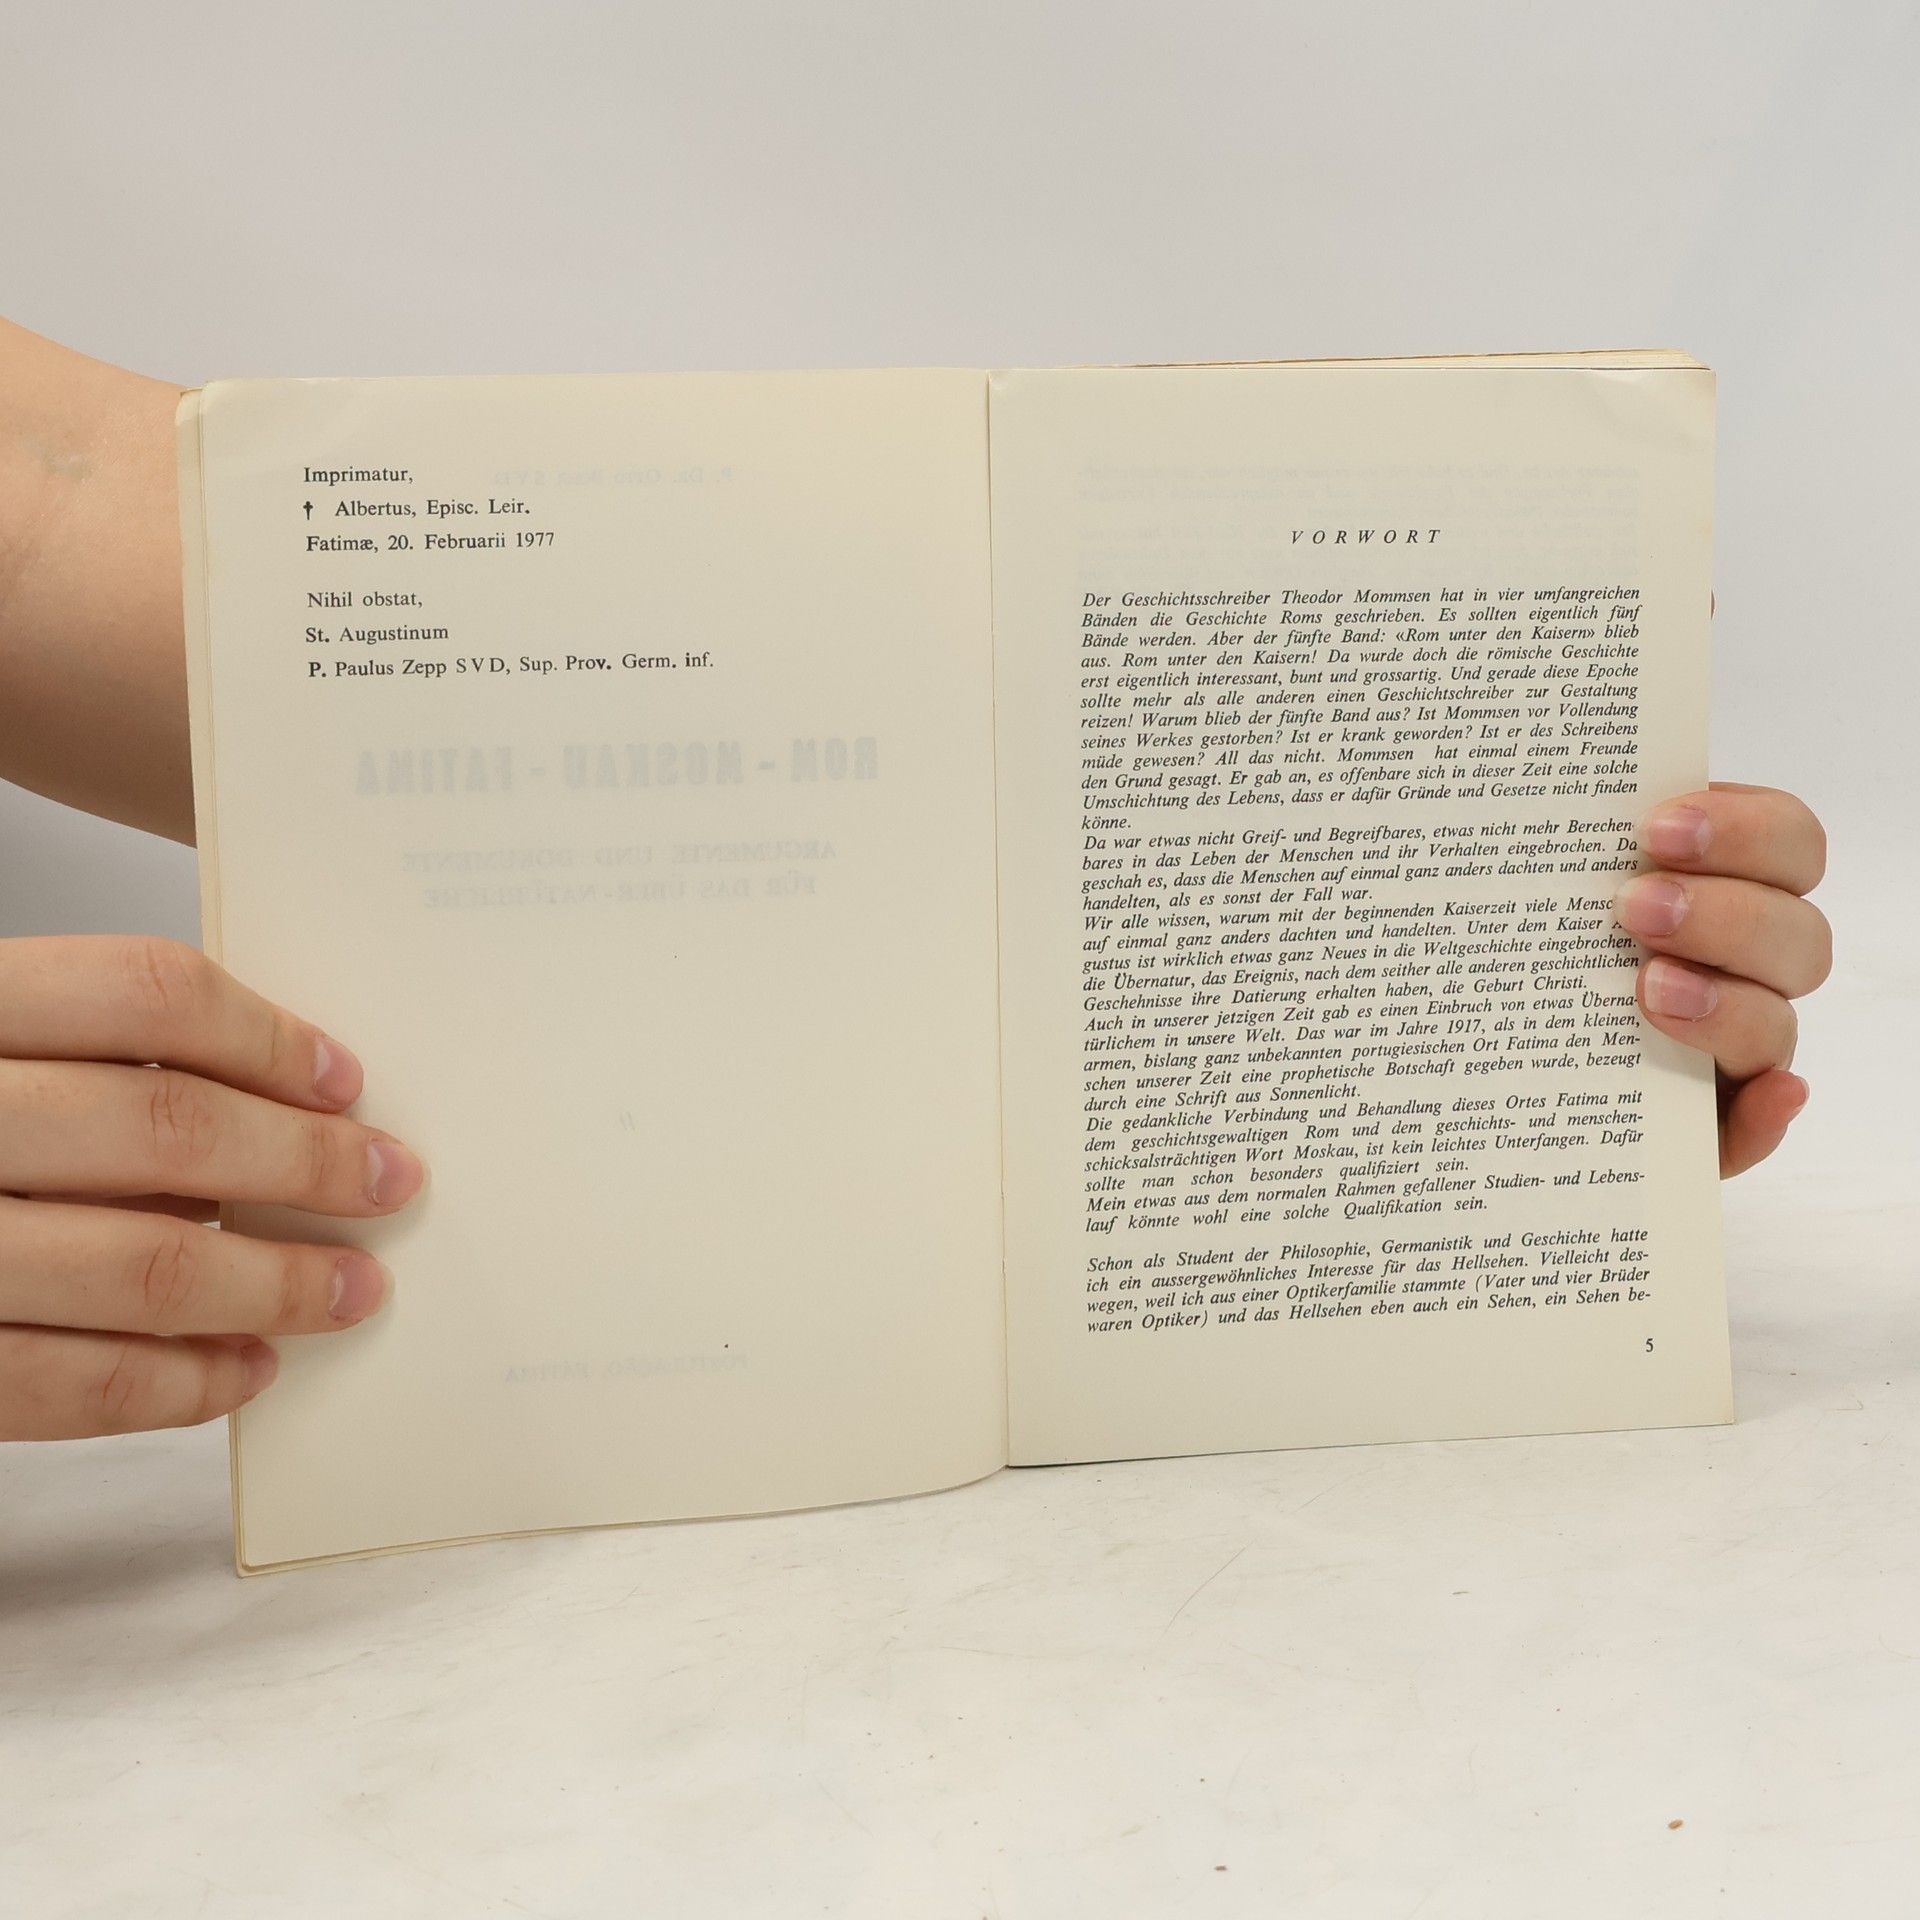 Imprimatur,
† Albertus, Episc. Leir.
Fatimæ, 20. Februarii 1977
Nihil obstat,
St. Augustinum
P. Paulus Zepp SVD, Sup. Prov. Germ. inf.
ROM - MOSKAU - FATIMA
ARGUMENTE UND DOKUMENTE
FÜR DAS ÜBER-NATÜRLICHE
VORWORT
Der Geschichtsschreiber Theodor Mommsen hat in vier umfangreichen
Bänden die Geschichte Roms geschrieben. Es sollten eigentlich fünf
Bände werden. Aber der fünfte Band: «Rom unter den Kaisern» blieb
aus. Rom unter den Kaisern! Da wurde doch die römische Geschichte
erst eigentlich interessant, bunt und grossartig. Und gerade diese Epoche
sollte mehr als alle anderen einen Geschichtschreiber zur Gestaltung
reizen! Warum blieb der fünfte Band aus? Ist Mommsen vor Vollendung
seines Werkes gestorben? Ist er krank geworden? Ist er des Schreibens
müde gewesen? All das nicht. Mommsen hat einmal einem Freunde
den Grund gesagt. Er gab an, es offenbare sich in dieser Zeit eine solche
Umschichtung des Lebens, dass er dafür Gründe und Gesetze nicht finden
könne.
Da war etwas nicht Greif- und Begreifbares, etwas nicht mehr Berechen-
bares in das Leben der Menschen und ihr Verhalten eingebrochen. Da
geschah es, dass die Menschen auf einmal ganz anders dachten und anders
handelten, als es sonst der Fall war.
Wir alle wissen, warum mit der beginnenden Kaiserzeit viele
auf einmal ganz anders dachten und handelten. Unter dem Kaiser
gustus ist wirklich etwas ganz Neues in die Weltgeschichte eingebrochen.
die Übernatur, das Ereignis, nach dem seither alle anderen geschichtlichen
Geschehnisse ihre Datierung erhalten haben, die Geburt Christi.
Auch in unserer jetzigen Zeit gab es einen Einbruch von etwas Überna-
türlichem in unsere Welt. Das war im Jahre 1917, als in dem kleinen,
armen, bislang ganz unbekannten portugiesischen Ort Fatima den Men-
schen unserer Zeit eine prophetische Botschaft gegeben wurde, bezeugt
durch eine Schrift aus Sonnenlicht.
Die gedankliche Verbindung und Behandlung dieses Ortes Fatima mit
dem geschichtsgewaltigen Rom und dem geschichts- und menschen-
schicksalsträchtigen Wort Moskau, ist kein leichtes Unterfangen. Dafür
sollte man schon besonders qualifiziert sein.
Mein etwas aus dem normalen Rahmen gefallener Studien- und Lebens-
lauf könnte wohl eine solche Qualifikation sein.
Schon als Student der Philosophie, Germanistik und Geschichte hatte
ich ein aussergewöhnliches Interesse für das Hellsehen. Vielleicht des-
wegen, weil ich aus einer Optikerfamilie stammte (Vater und vier Brüder
waren Optiker) und das Hellsehen eben auch ein Sehen, ein Sehen be-
5